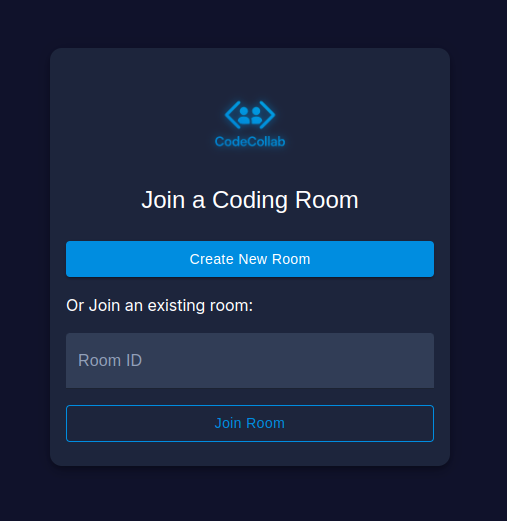 CodeCollab
Join a Coding Room
Create New Room
Or Join an existing room:
Room ID
Join Room